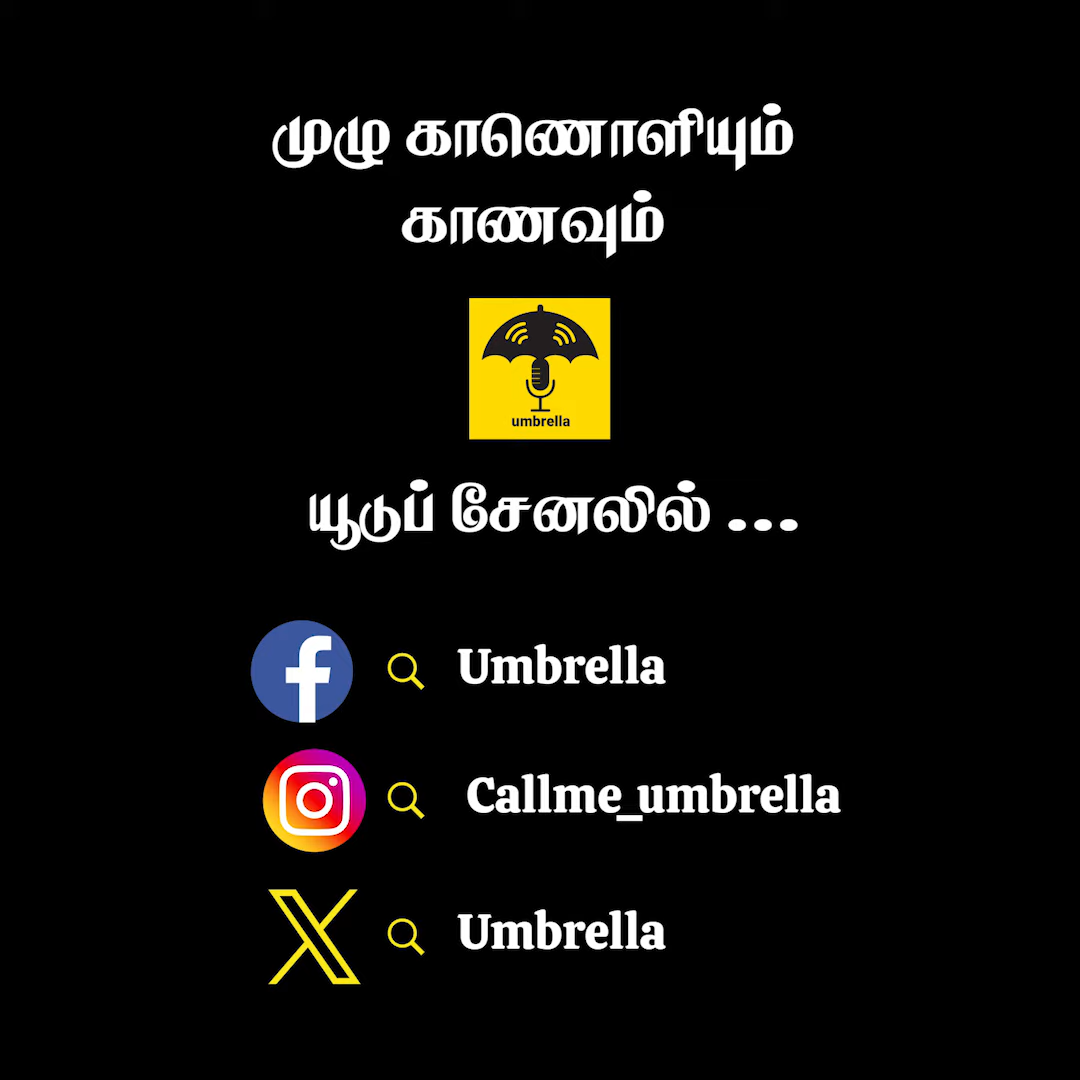 முழு காணொளியும்
காணவும்
umbrella
யூடுப் சேனலில் ...
Umbrella
Callme_umbrella
Umbrella